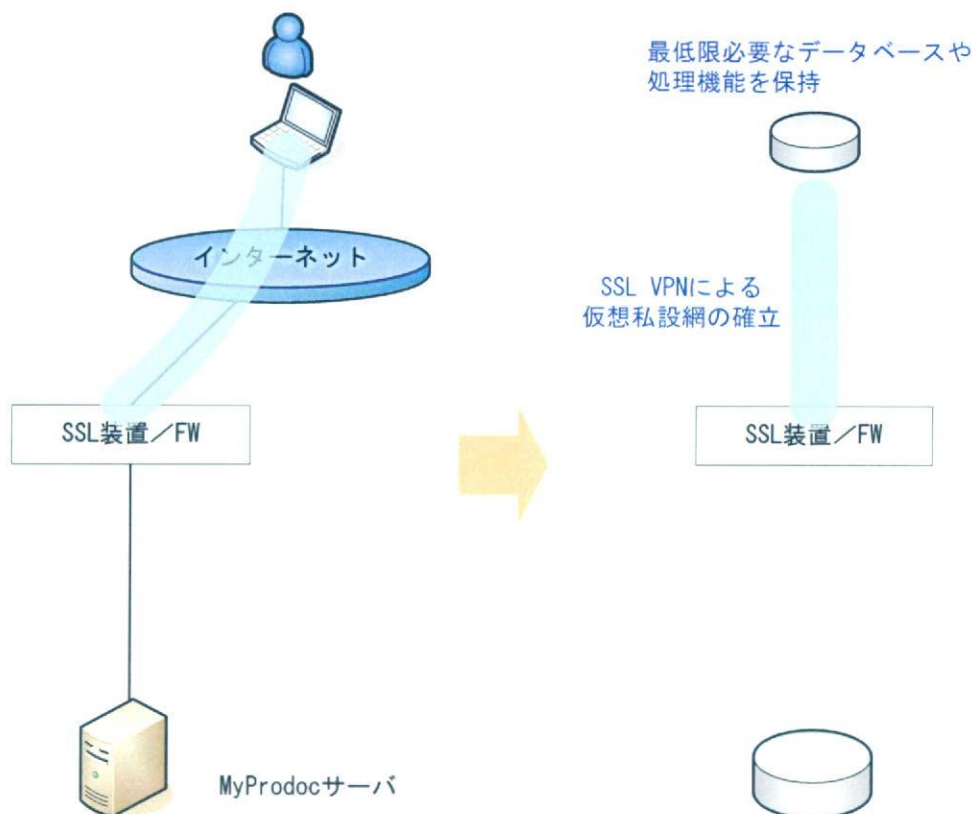 最低限必要なデータベースや
処理機能を保持
インターネット
SSL VPNによる
仮想私設網の確立
SSL装置／FW
SSL装置／FW
MyProdocサーバ